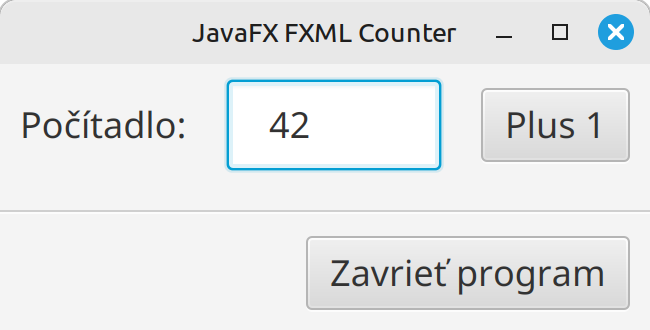 JavaFX FXML Counter
Počítadlo: 42 Plus 1
Zavrieť program